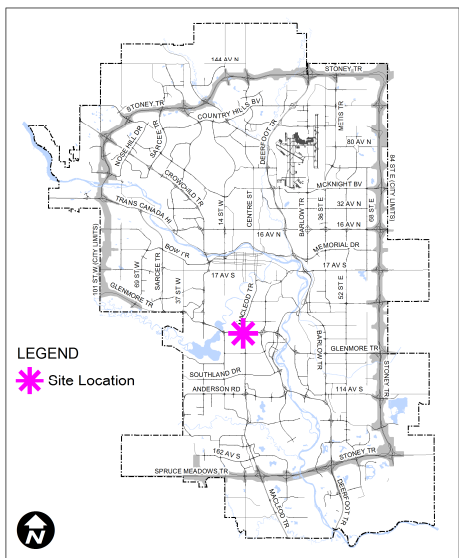 144 AV N
STONEY TR
STONEY TR
COUNTRY HILLS BV
METIS TR
DEERFOOT TR
NOSE HILL DR
SARCEE TR
80 AV N
84 ST E (CITY LIMITS)
CROWCHILD TR
MCKNIGHT BV
TRANS CANADA HI
14 ST W
CENTRE ST
BARLOW TR
36 ST E
32 AV N
68 ST E
16 AV N
16 AV N
101 ST W (CITY LIMITS)
69 ST W
SARCEE TR
BOW TR
MEMORIAL DR
17 AV S
17 AV S
37 ST W
52 ST E
GLENMORE TR
MACLEOD TR
BARLOW TR
GLENMORE TR
LEGEND
Site Location
SOUTHLAND DR
ANDERSON RD
114 AV S
STONEY TR
162 AV S
STONEY TR
SPRUCE MEADOWS TR
MACLEOD TR
DEERFOOT TR
N